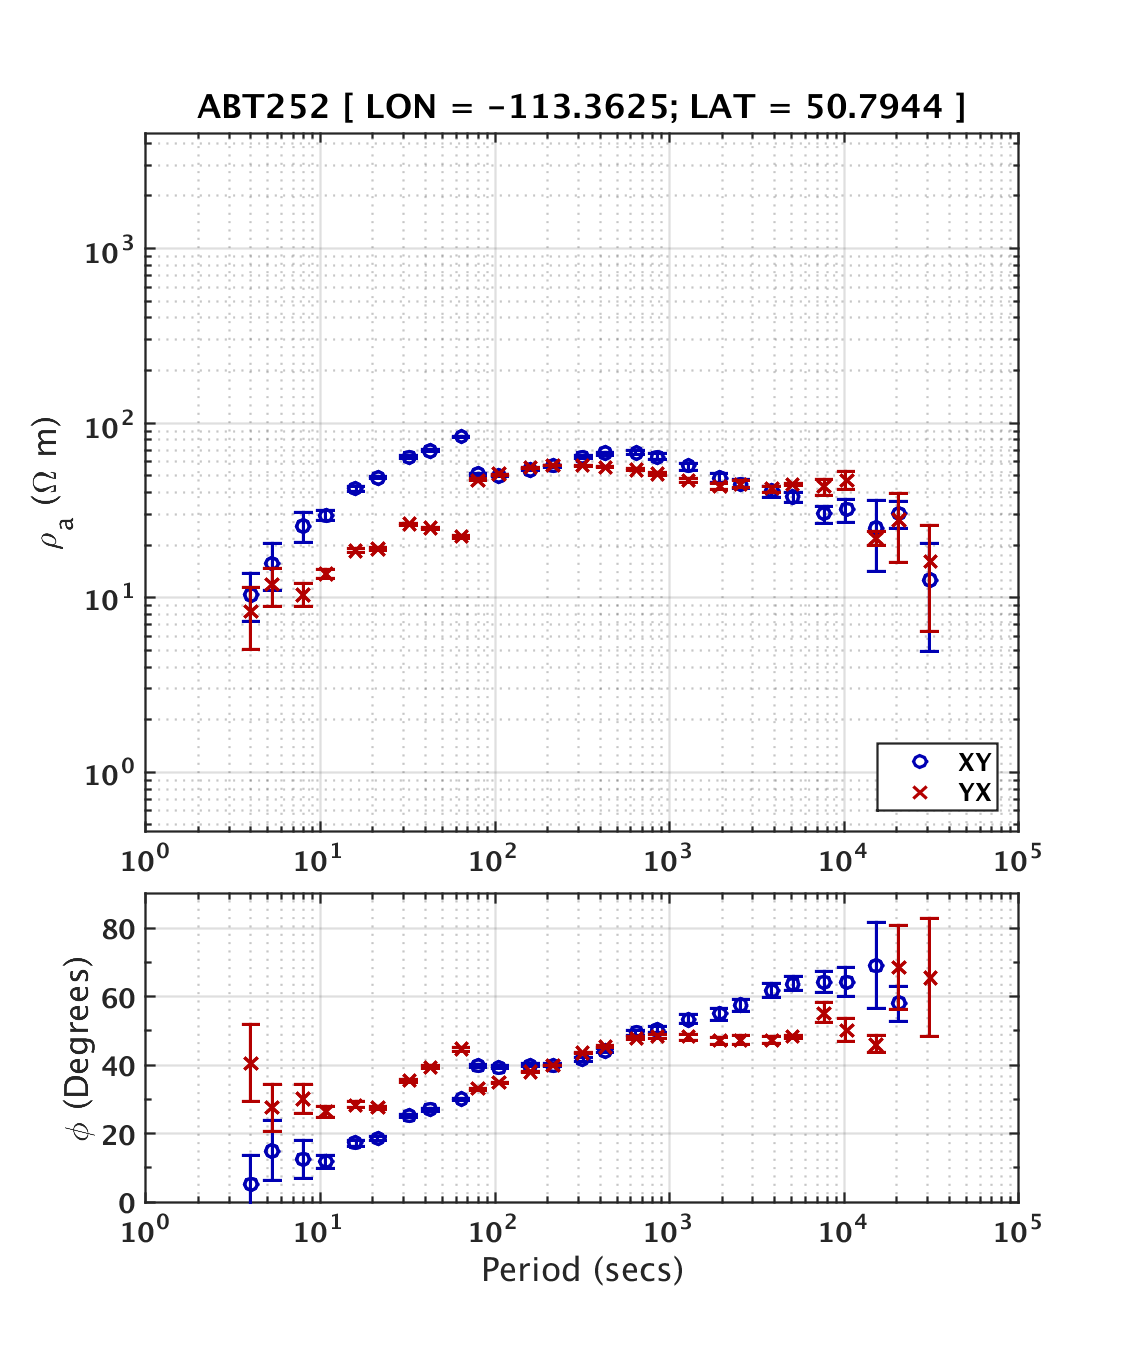 ABT252 [ LON = -113.3625; LAT = 50.7944 ]
10³
10²
10¹
10⁰
ρₐ (Ω m)
XY
YX
10⁰ 10¹ 10² 10³ 10⁴ 10⁵
80
60
40
20
0
ϕ (Degrees)
10⁰ 10¹ 10² 10³ 10⁴ 10⁵
Period (secs)